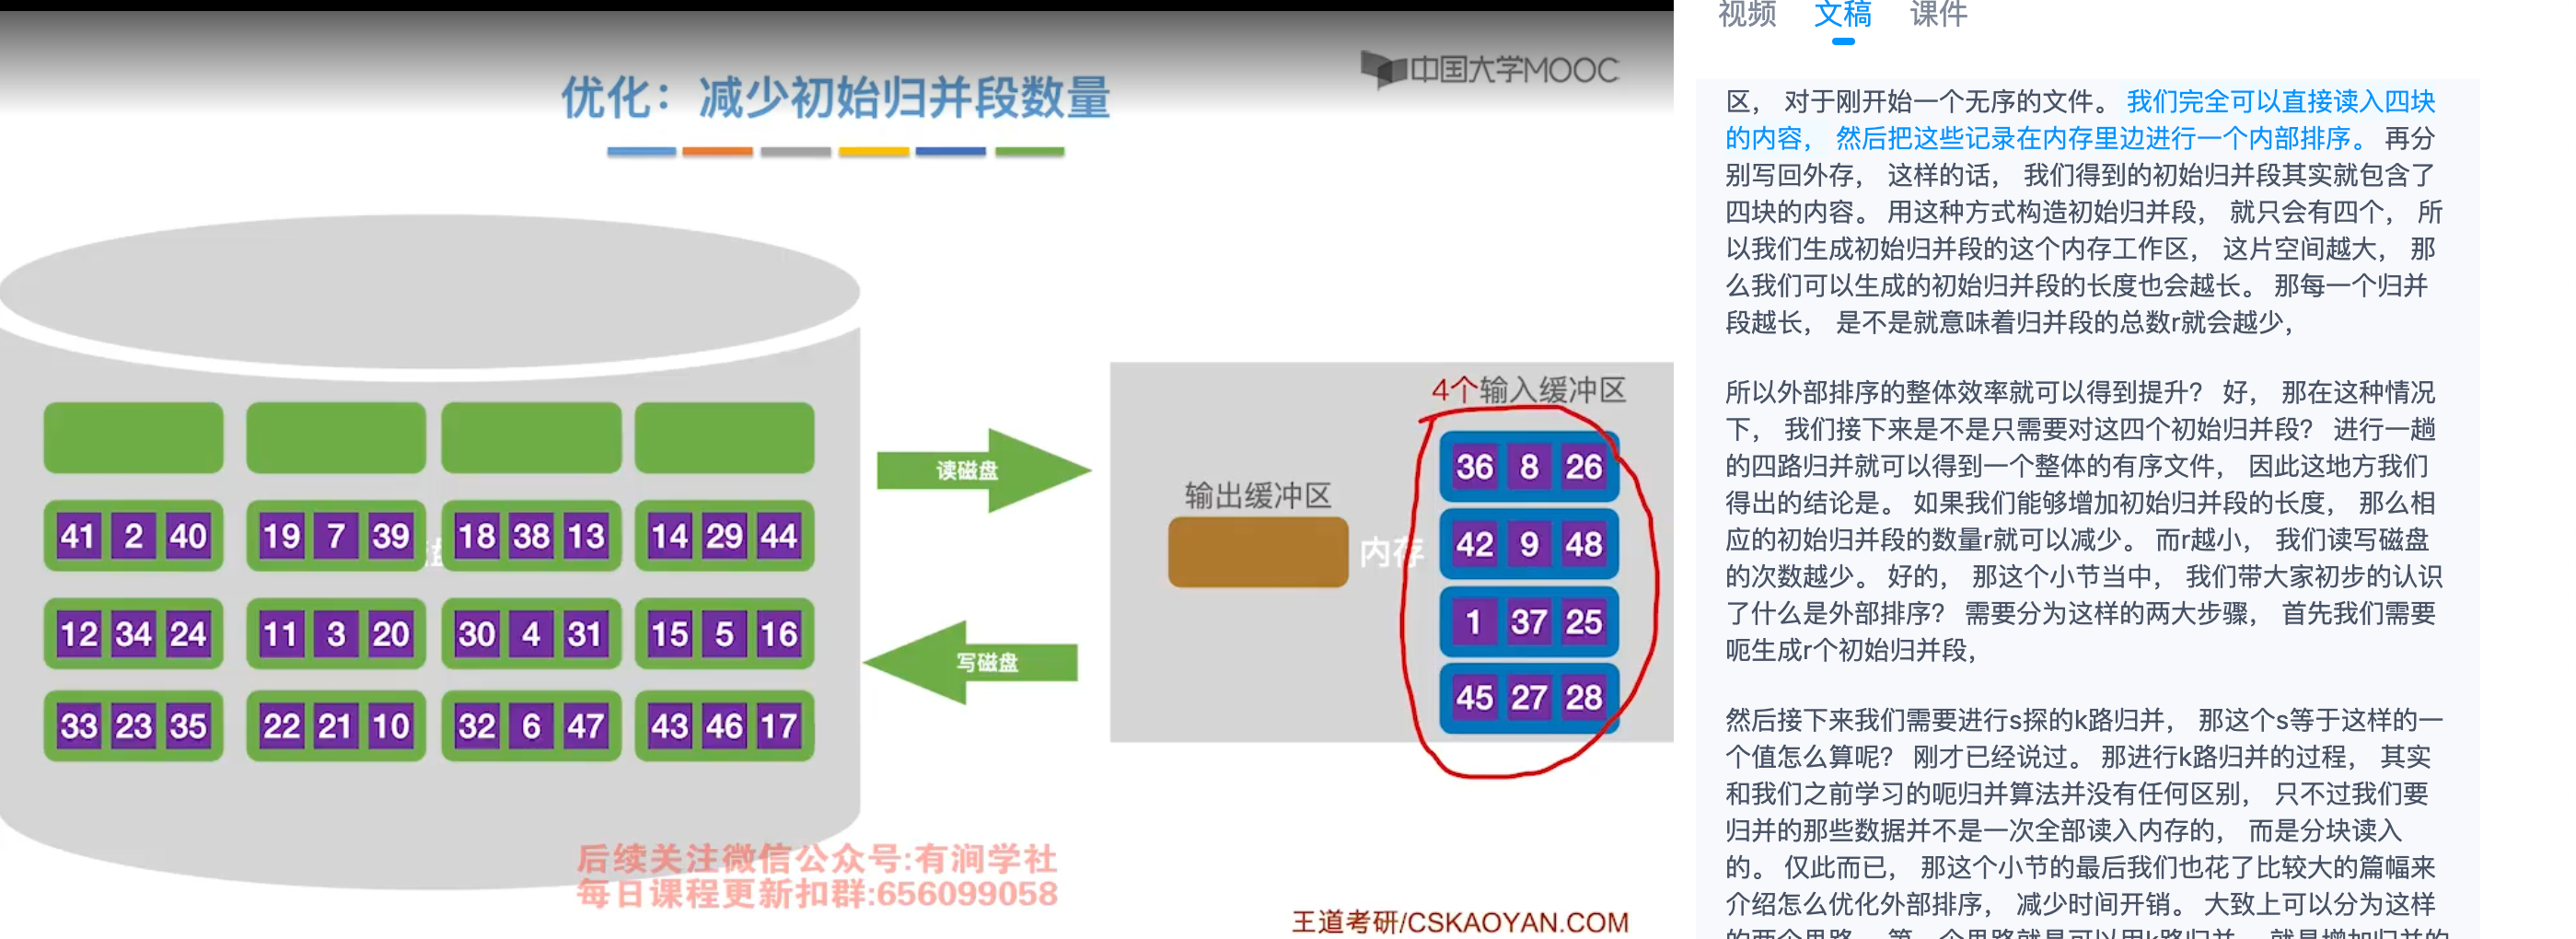 中国大学MOOC
优化：减少初始归并段数量
41 2 40 19 7 39 18 38 13 14 29 44
12 34 24 11 3 20 30 4 31 15 5 16
33 23 35 22 21 10 32 6 47 43 46 17
读磁盘
写磁盘
输出缓冲区
内存
4个输入缓冲区
36 8 26
42 9 48
1 37 25
45 27 28
后续关注微信公众号:有涧学社
每日课程更新扣群:656099058
王道考研/CSKAOYAN.COM
视频 文稿 课件
区， 对于刚开始一个无序的文件。 我们完全可以直接读入四块
的内容， 然后把这些记录在内存里边进行一个内部排序。 再分
别写回外存， 这样的话， 我们得到的初始归并段其实就包含了
四块的内容。 用这种方式构造初始归并段， 就只会有四个， 所
以我们生成初始归并段的这个内存工作区， 这片空间越大， 那
么我们可以生成的初始归并段的长度也会越长。 那每一个归并
段越长， 是不是就意味着归并段的总数r就会越少，
所以外部排序的整体效率就可以得到提升？ 好， 那在这种情况
下， 我们接下来是不是只需要对这四个初始归并段？ 进行一趟
的四路归并就可以得到一个整体的有序文件， 因此这地方我们
得出的结论是。 如果我们能够增加初始归并段的长度， 那么相
应的初始归并段的数量r就可以减少。 而r越小， 我们读写磁盘
的次数越少。 好的， 那这个小节当中， 我们带大家初步的认识
了什么是外部排序？ 需要分为这样的两大步骤， 首先我们需要
呃生成r个初始归并段，
然后接下来我们需要进行s探的k路归并， 那这个s等于这样的一
个值怎么算呢？ 刚才已经说过。 那进行k路归并的过程， 其实
和我们之前学习的呃归并算法并没有任何区别， 只不过我们要
归并的那些数据并不是一次全部读入内存的， 而是分块读入
的。 仅此而已， 那这个小节的最后我们也花了比较大的篇幅来
介绍怎么优化外部排序， 减少时间开销。 大致上可以分为这样
的两个思路， 第一个思路就是可以用k路归并， 就是增加归并的